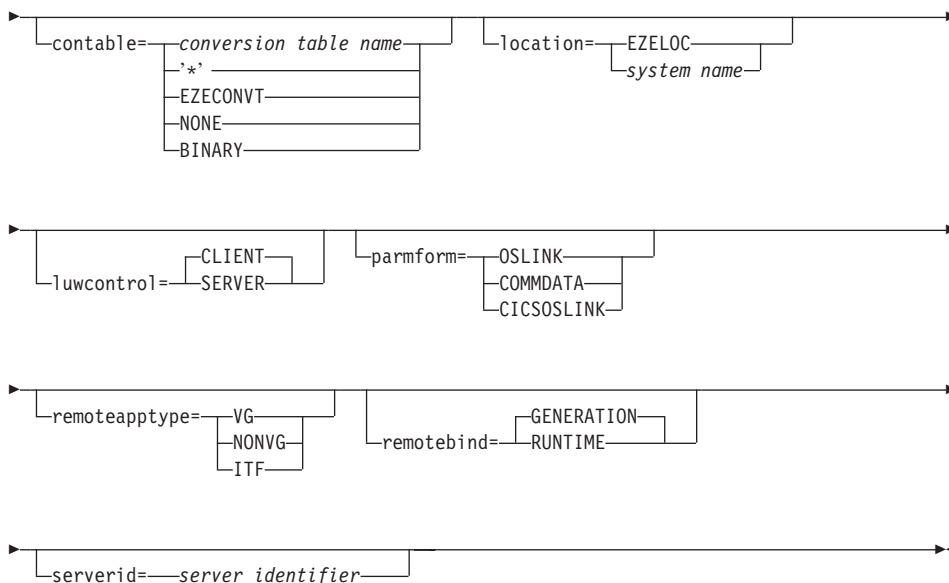 contable= conversion table name location= EZELOC
'*' system name
EZECONVT
NONE
BINARY
CLIENT parmform= OSLINK
luwcontrol= SERVER COMMDATA
CICSOSLINK
remoteapptype= VG GENERATION
NONVG remotebind= RUNTIME
ITF
serverid= server identifier